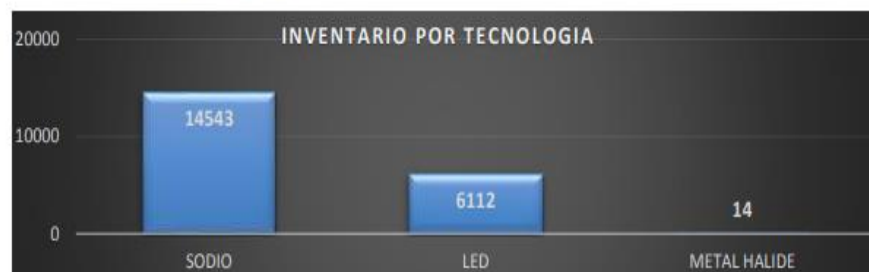 INVENTARIO POR TECNOLOGIA
20000
14543
10000
6112
14
0
SODIO
LED
METAL HALIDE